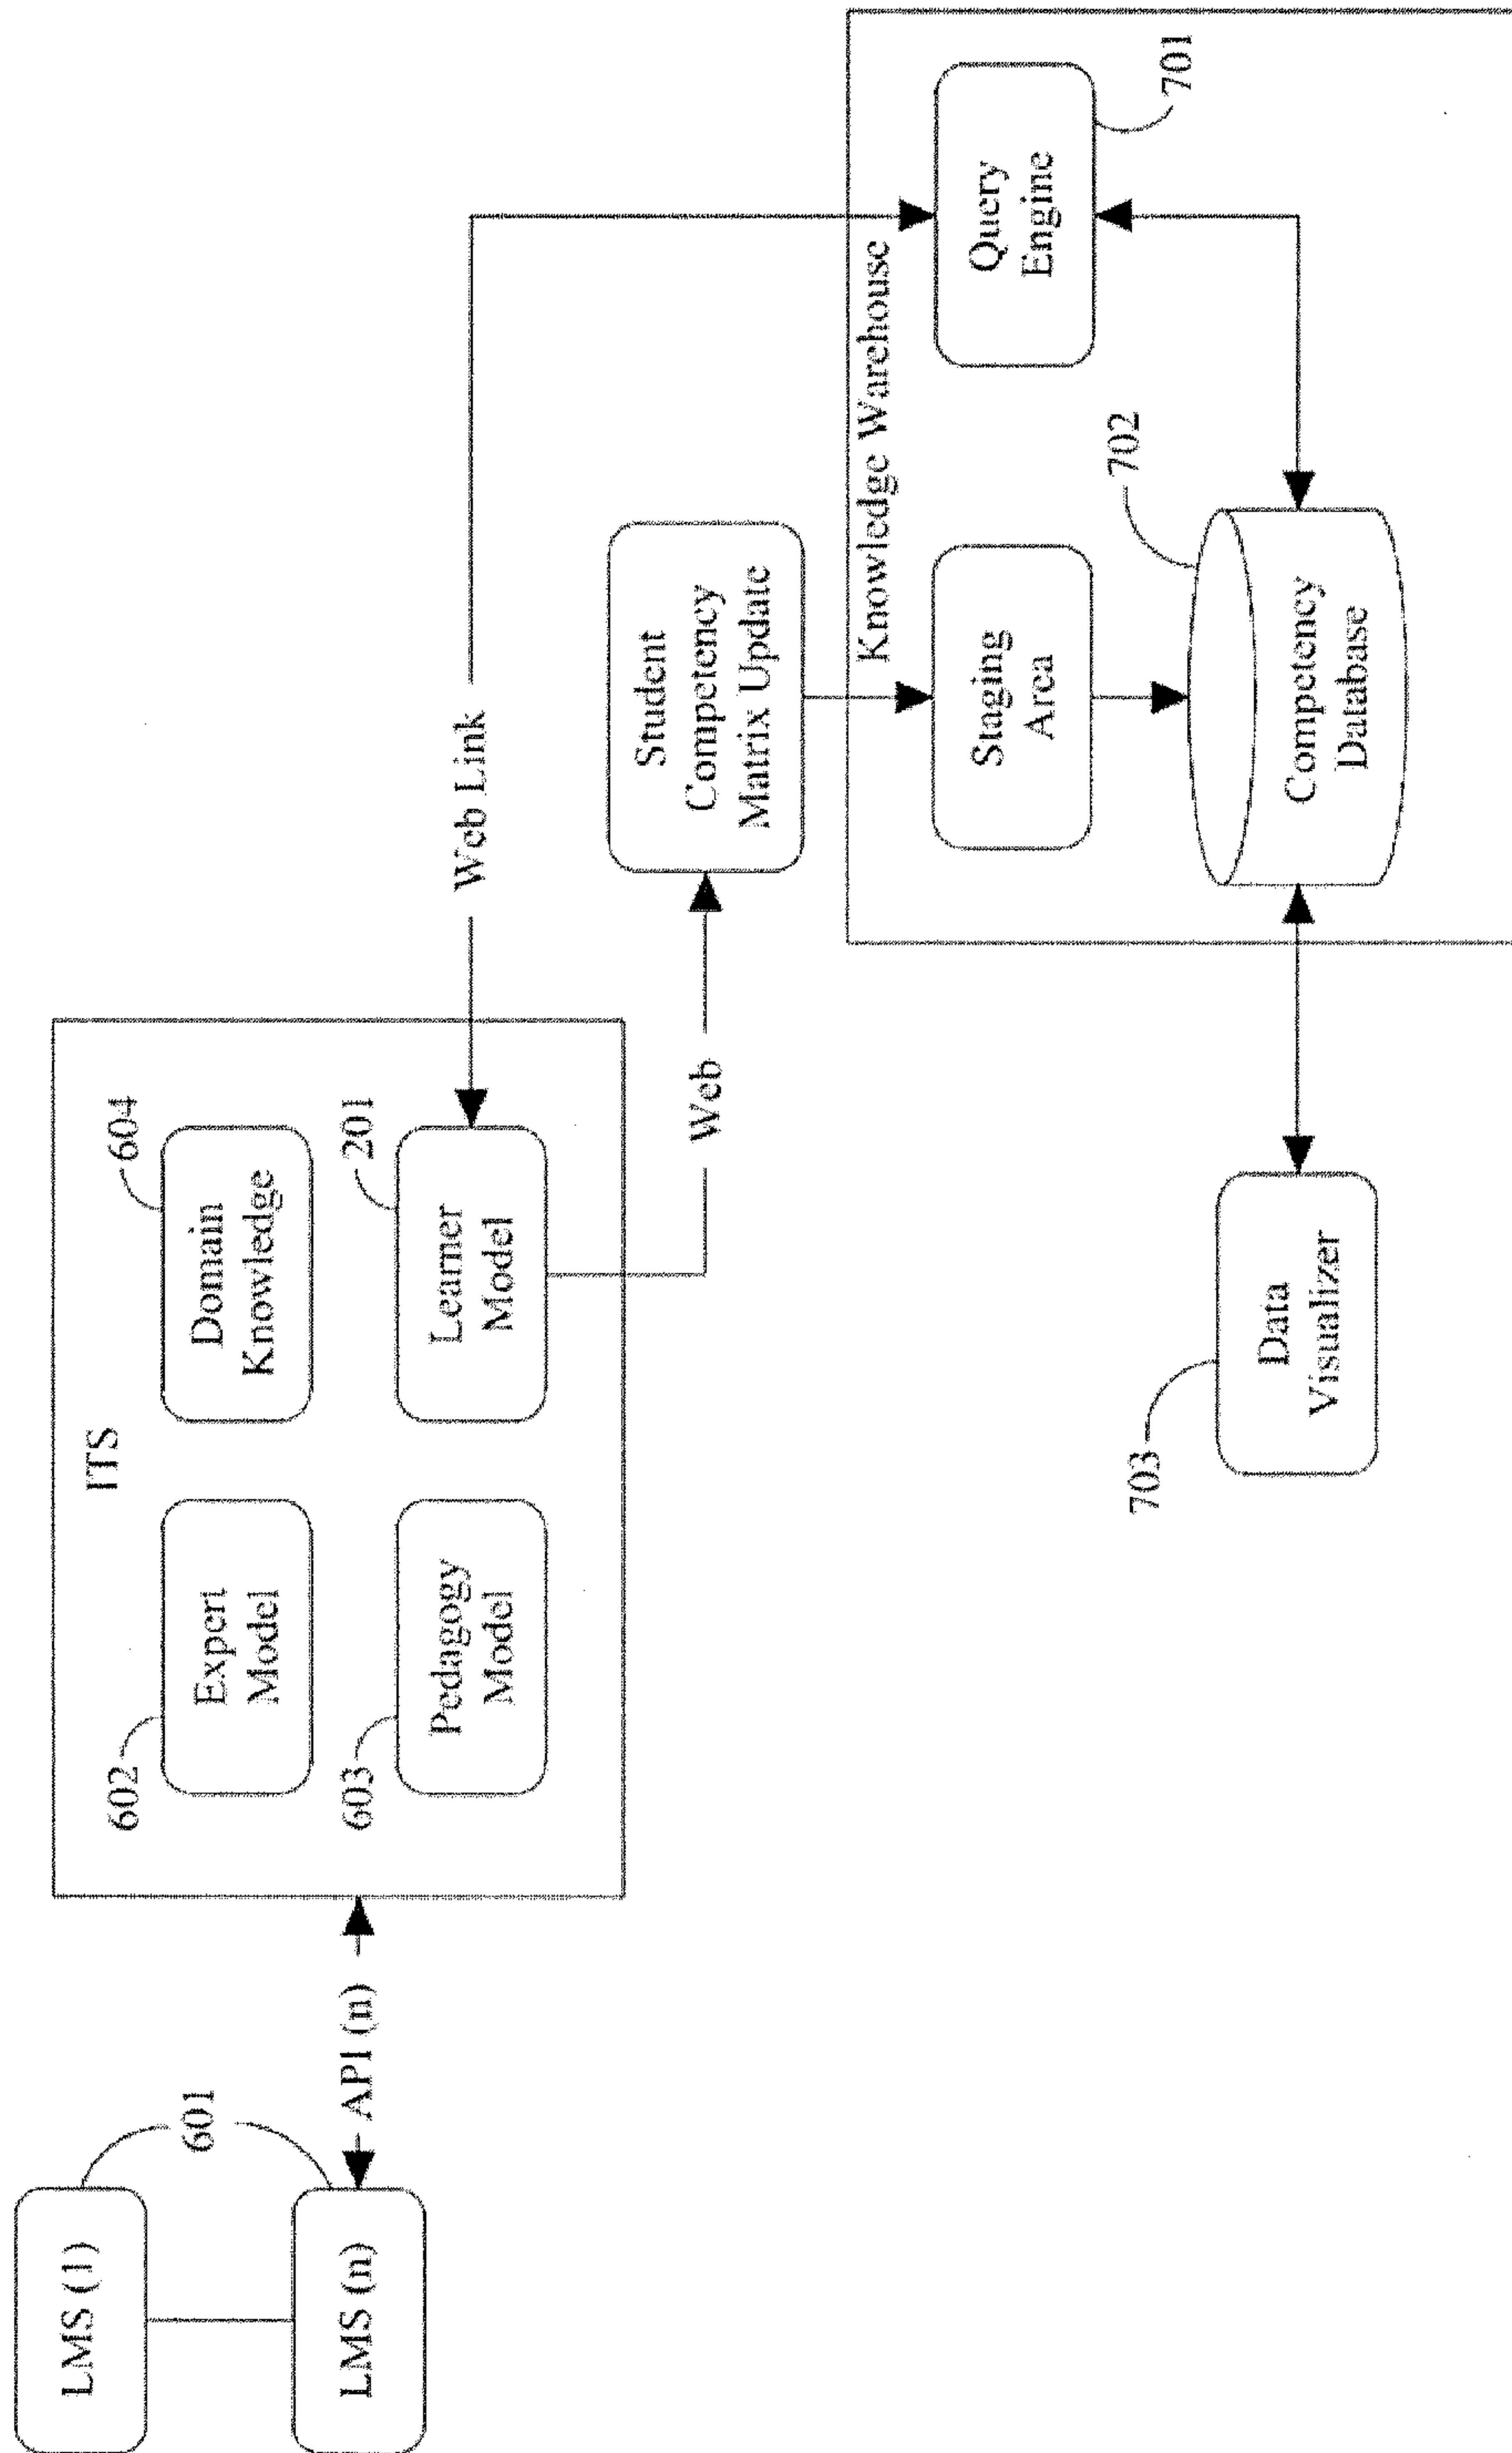 LMS (1)
601
LMS (n)
API (n)
ITS
602
Expert
Model
604
Domain
Knowledge
603
Pedagogy
Model
201
Learner
Model
Web Link
Web
Student
Competency
Matrix Update
Knowledge Warehouse
Staging
Area
Query
Engine
701
702
Competency
Database
703
Data
Visualizer